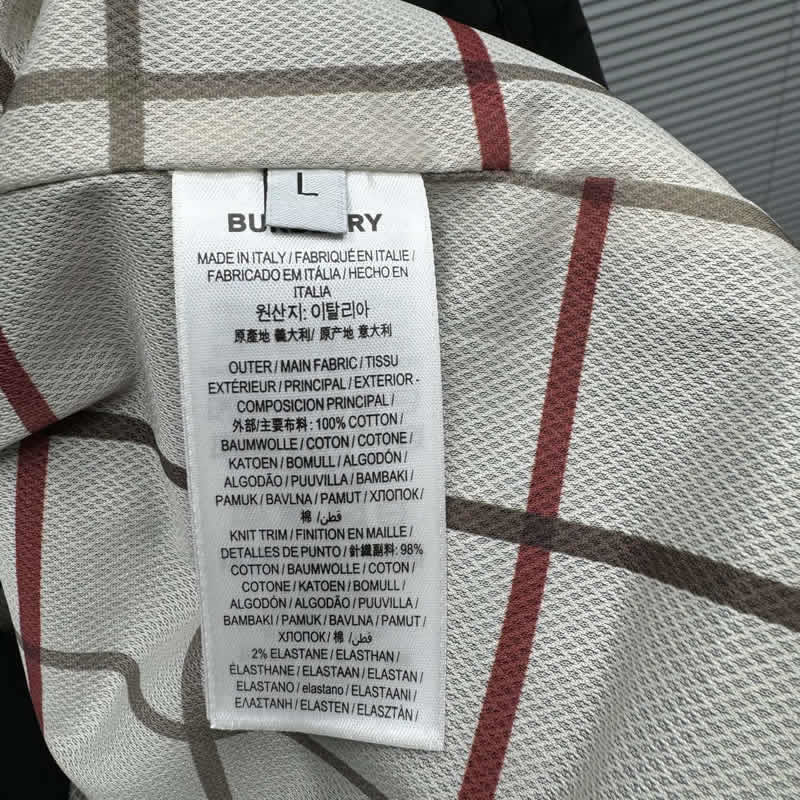 L
BU RY
MADE IN ITALY / FABRIQUÉ EN ITALIE /
FABRICADO EM ITÁLIA / HECHO EN
ITALIA
원산지: 이탈리아
原產地 義大利/ 原产地 意大利
OUTER / MAIN FABRIC / TISSU
EXTÉRIEUR / PRINCIPAL / EXTERIOR -
COMPOSICION PRINCIPAL /
外部/主要布料: 100% COTTON /
BAUMWOLLE / COTON / COTONE /
KATOEN / BOMULL / ALGODÓN /
ALGODÃO / PUUVILLA / BAMBAKI /
PAMUK / BAVLNA / PAMUT / ХЛОПОК /
棉 /قطن /
KNIT TRIM / FINITION EN MAILLE /
DETALLES DE PUNTO / 針織副料: 98%
COTTON / BAUMWOLLE / COTON /
COTONE / KATOEN / BOMULL /
ALGODÓN / ALGODÃO / PUUVILLA /
BAMBAKI / PAMUK / BAVLNA / PAMUT /
ХЛОПОК / 棉 /قطن /
2% ELASTANE / ELASTHAN /
ÉLASTHANE / ELASTAAN / ELASTAN /
ELASTANO / elastano / ELASTAANI /
ΕΛΑΣΤΑΝΗ / ELASTEN / ELASZTÁN /